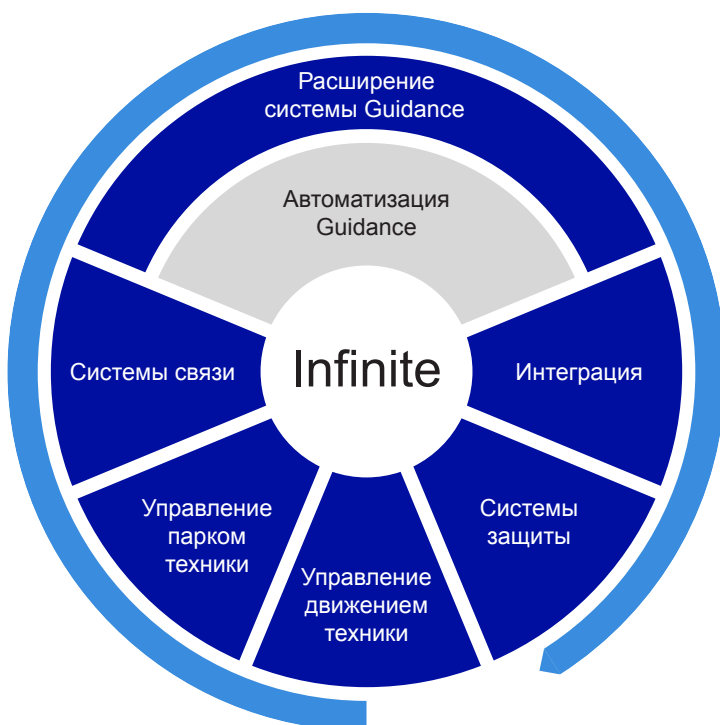 Расширение
системы Guidance
Автоматизация
Guidance
Системы связи
Infinite
Интеграция
Управление
парком
техники
Управление
движением
техники
Системы
защиты